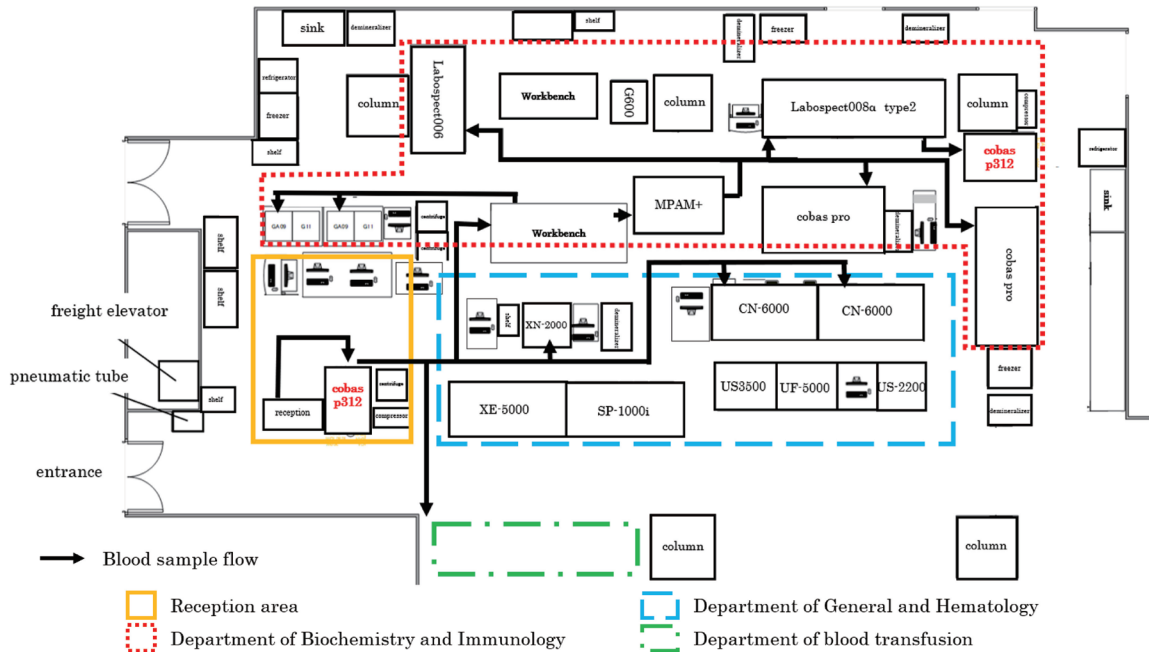 sink
demineralizer
shelf
demineralizer
freezer
demineralizer
refrigerator
freezer
shelf
column
Labospect006
Workbench
G600
column
Labospect008α type2
column
compressor
cobas
p312
refrigerator
sink
GA09
G11
GA09
G11
centrifuge
centrifuge
Workbench
MPAM+
cobas pro
demineralizer
cobas pro
shelf
shelf
freight elevator
pneumatic tube
shelf
entrance
reception
cobas
p312
centrifuge
compressor
shelf
XN-2000
demineralizer
CN-6000
CN-6000
XE-5000
SP-1000i
US3500
UF-5000
US-2200
freezer
demineralizer
column
column
Blood sample flow
Reception area
Department of Biochemistry and Immunology
Department of General and Hematology
Department of blood transfusion